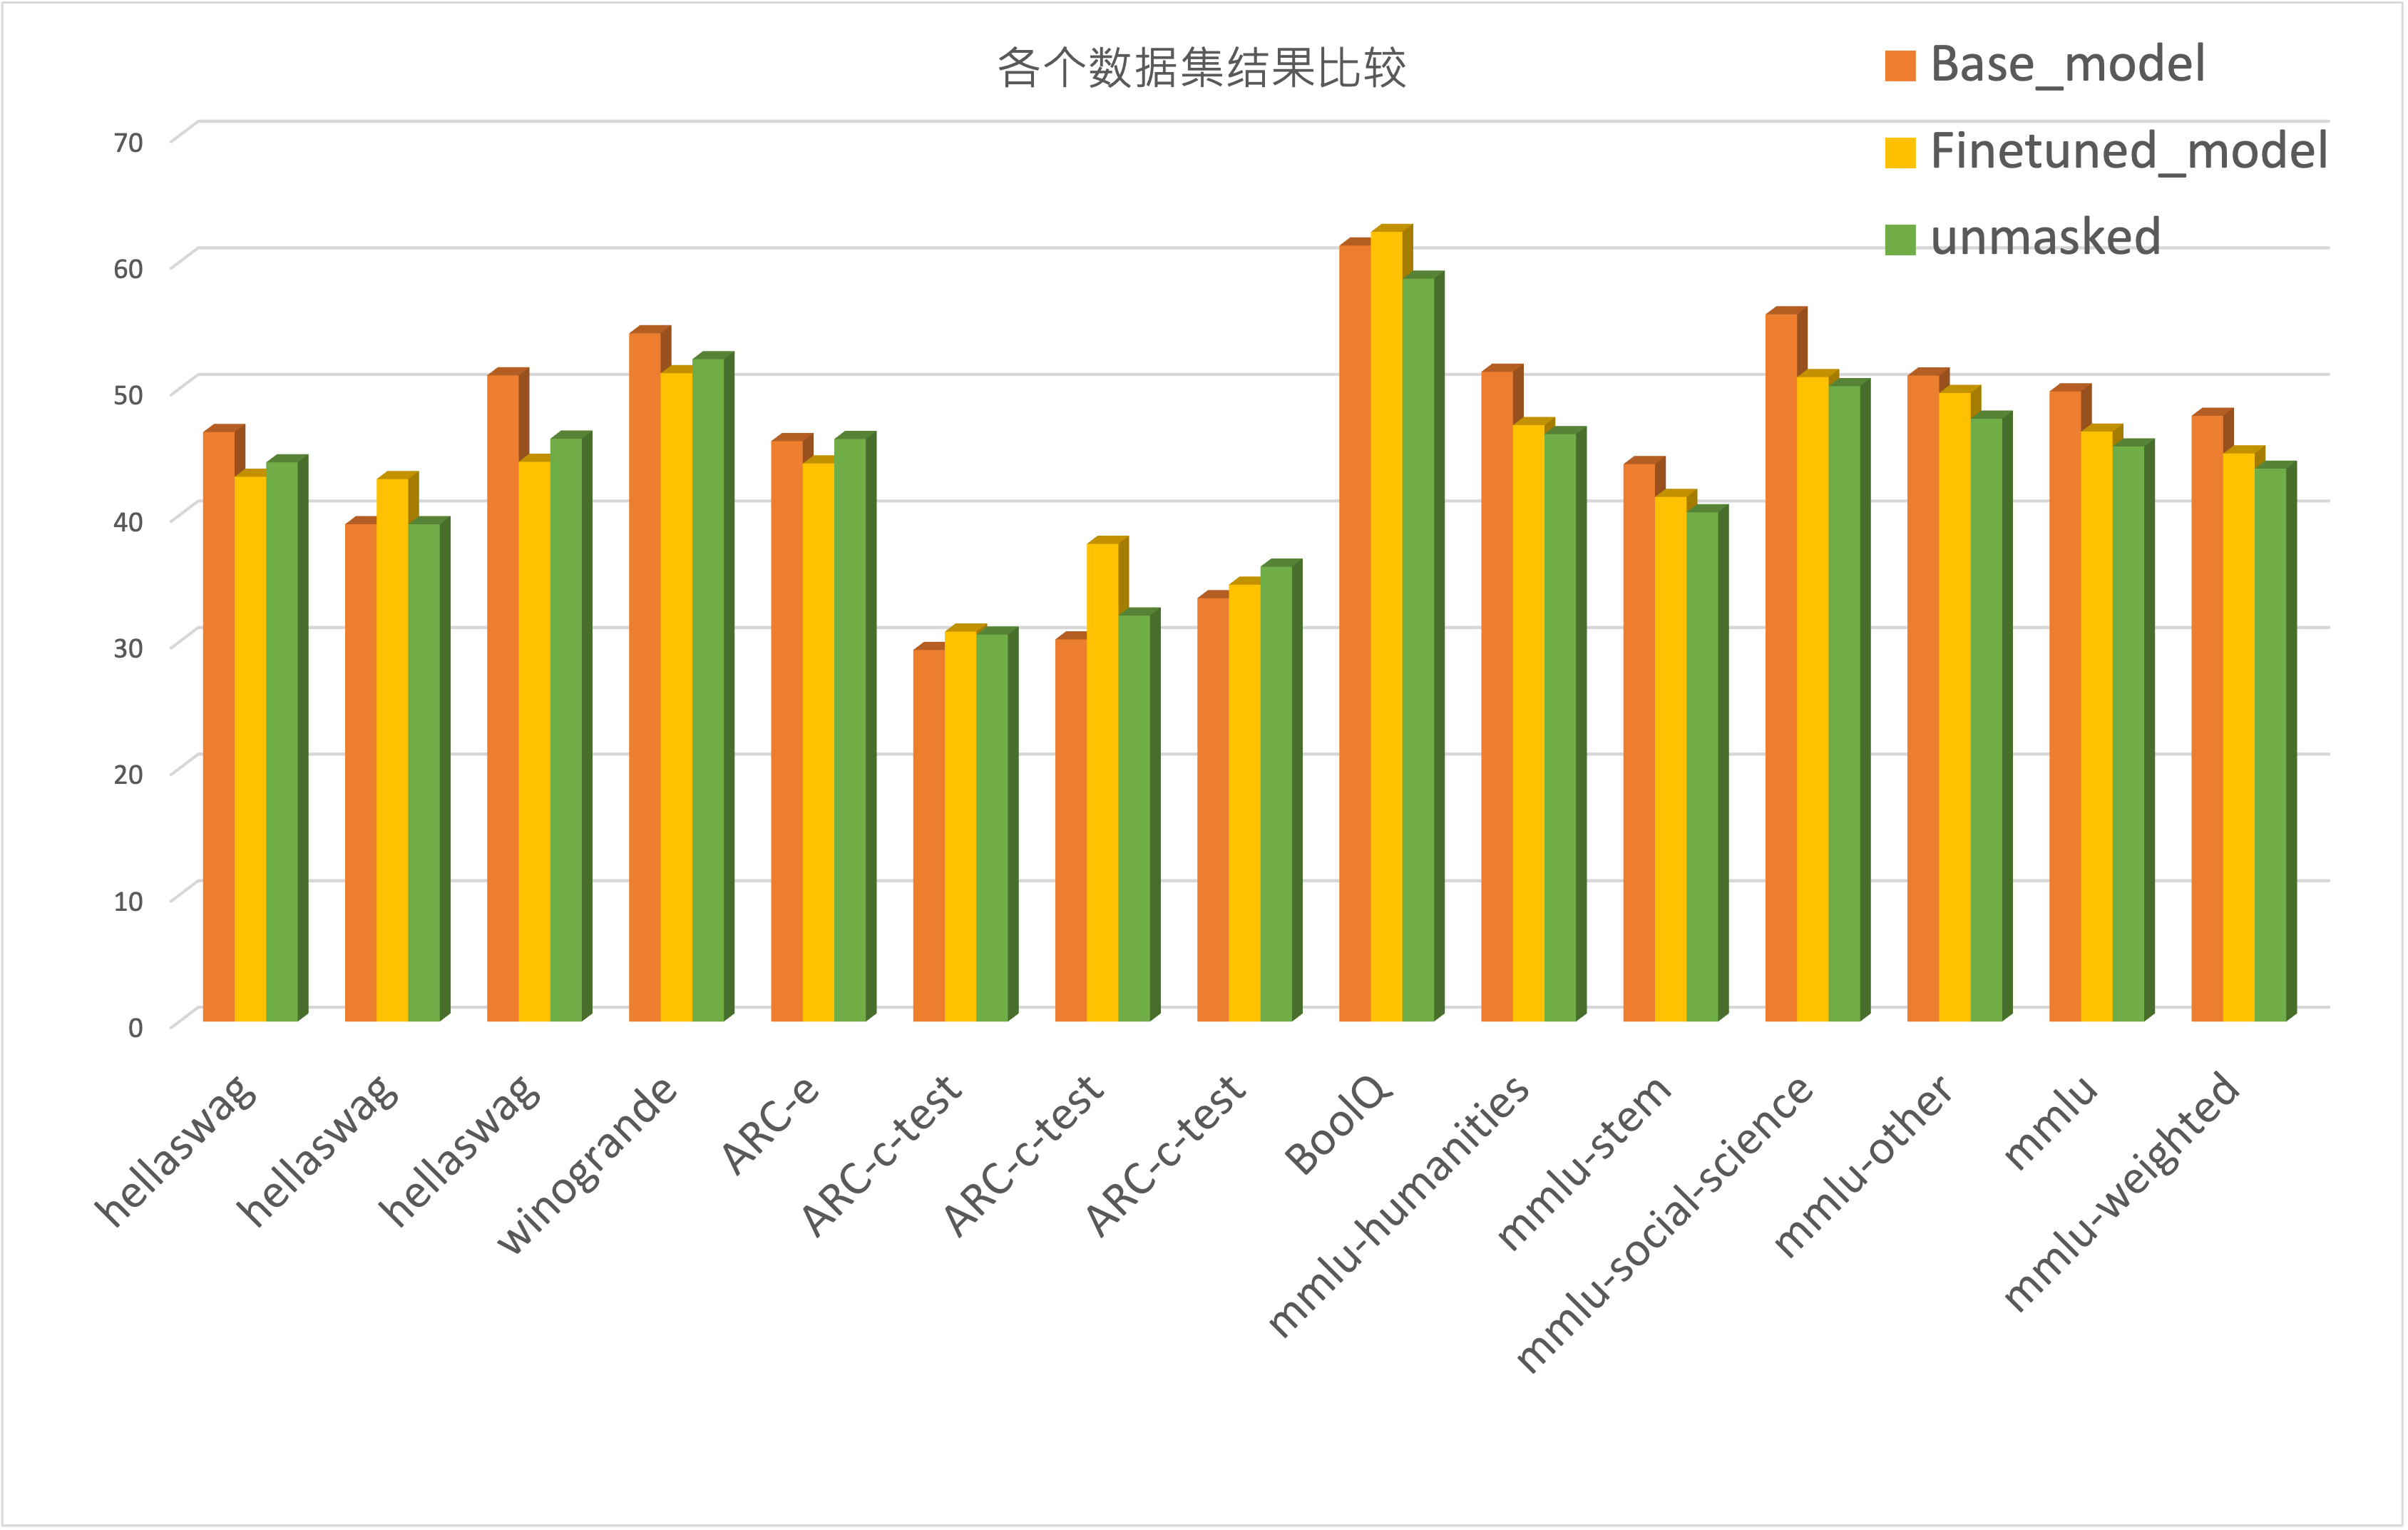 各个数据集结果比较
Base_model
Finetuned_model
unmasked
70
60
50
40
30
20
10
0
hellaswag
hellaswag
hellaswag
winogrande
ARC-e
ARC-c-test
ARC-c-test
ARC-c-test
BoolQ
mmlu-humanities
mmlu-stem
mmlu-social-science
mmlu-other
mmlu
mmlu-weighted